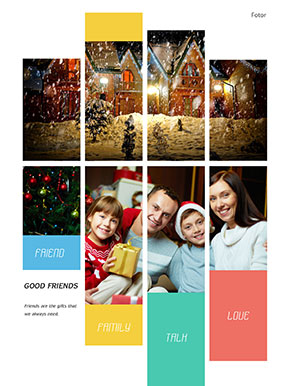 Fotor
FRIEND
GOOD FRIENDS
Friends are the gifts that
we always need.
FAMILY
TALK
LOVE